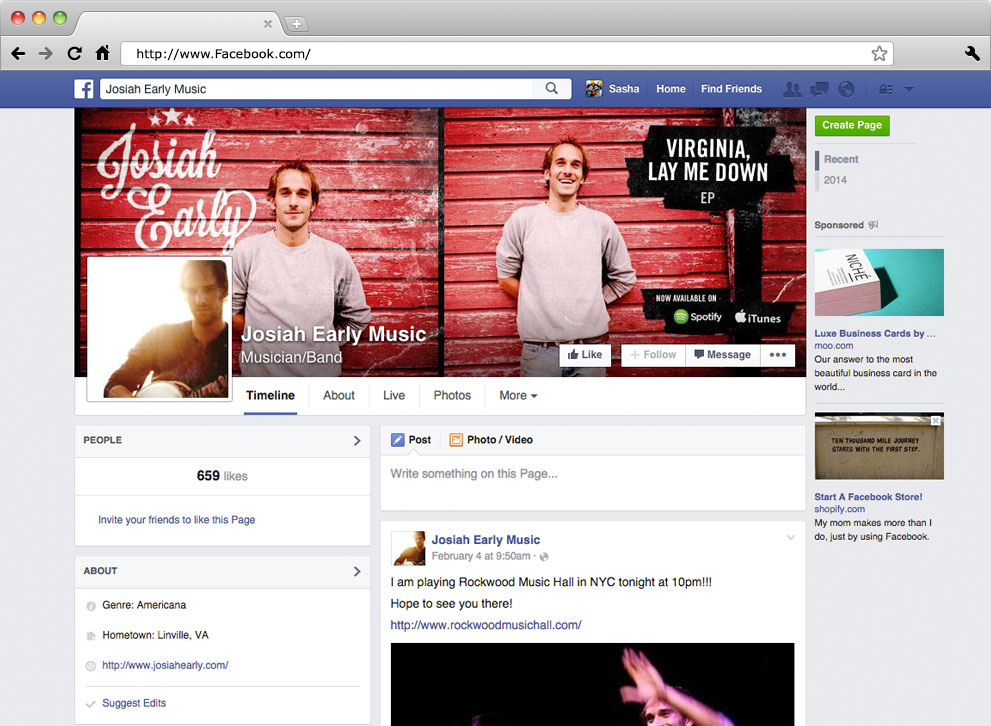 http://www.Facebook.com/
Josiah Early Music
Sasha
Home
Find Friends
Josiah
Early
VIRGINIA,
LAY ME DOWN
EP
NOW AVAILABLE ON
Spotify
iTunes
Josiah Early Music
Musician/Band
Like
+ Follow
Message
Timeline
About
Live
Photos
More
PEOPLE
659 likes
Invite your friends to like this Page
ABOUT
Genre: Americana
Hometown: Linville, VA
http://www.josiahearly.com/
Suggest Edits
Post
Photo / Video
Write something on this Page...
Josiah Early Music
February 4 at 9:50am ·
I am playing Rockwood Music Hall in NYC tonight at 10pm!!!
Hope to see you there!
http://www.rockwoodmusichall.com/
Create Page
Recent
2014
Sponsored
NICHE
Luxe Business Cards by ...
moo.com
Our answer to the most
beautiful business card in the
world...
TEN THOUSAND MILE JOURNEY
STARTS WITH THE FIRST STEP.
Start A Facebook Store!
shopify.com
My mom makes more than I
do, just by using Facebook.